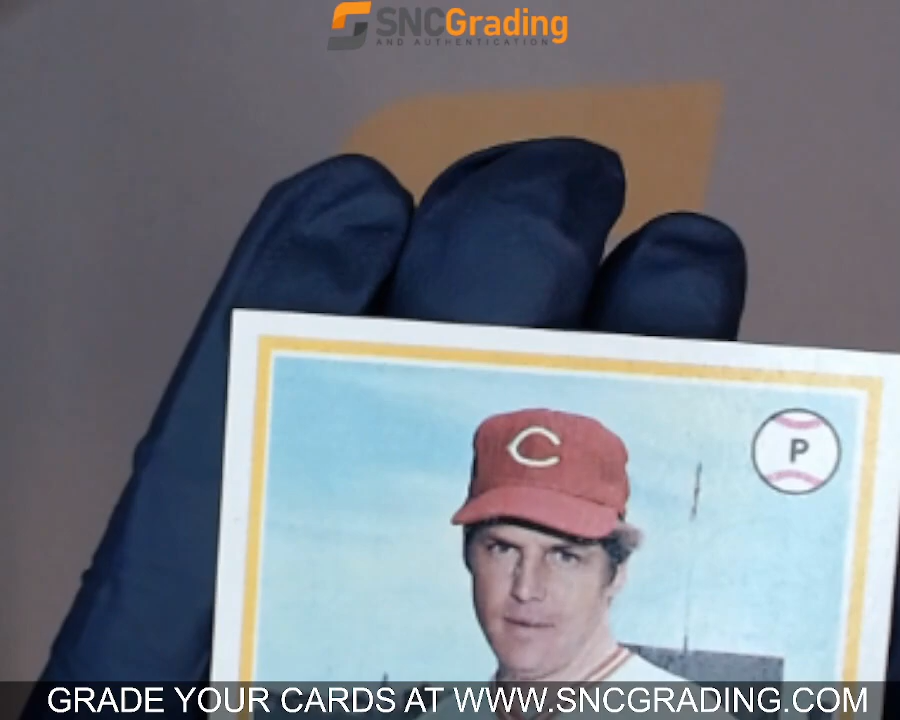 SNCGrading
AND AUTHENTICATION
C
P
GRADE YOUR CARDS AT WWW.SNCGRADING.COM